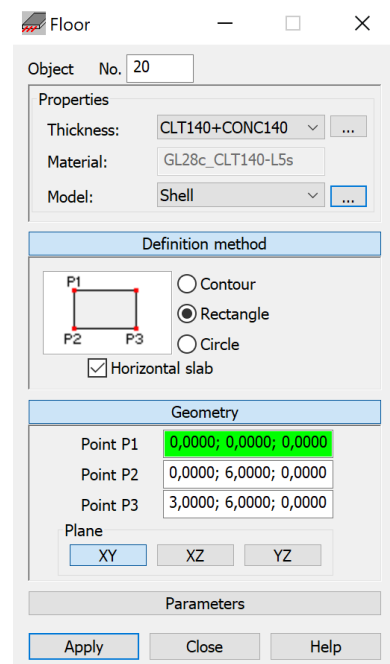 Floor
Object No. 20
Properties
Thickness: CLT140+CONC140 ...
Material: GL28c_CLT140-L5s
Model: Shell ...
Definition method
P1
P2 P3
Contour
Rectangle
Circle
Horizontal slab
Geometry
Point P1 0,0000; 0,0000; 0,0000
Point P2 0,0000; 6,0000; 0,0000
Point P3 3,0000; 6,0000; 0,0000
Plane
XY XZ YZ
Parameters
Apply Close Help